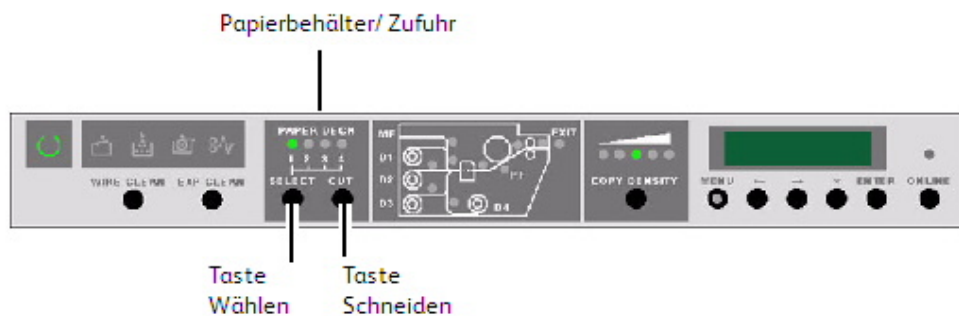 Papierbehälter/ Zufuhr
PAPER DECK
1 2 3 4
SELECT CUT
WIRE CLEAN EXP CLEAN
MF
D1
D2
D3
D4
PF
EXIT
COPY DENSITY
MENU
ENTER ONLINE
Taste
Wählen
Taste
Schneiden